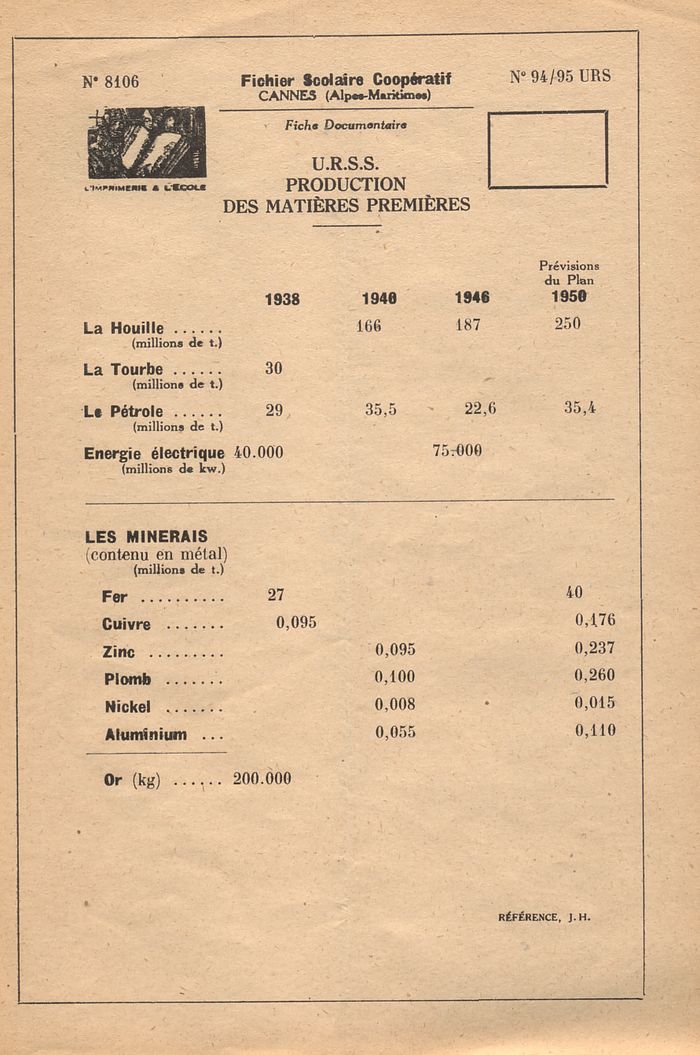 N° 8106
Fichier Scolaire Coopératif
CANNES (Alpes-Maritimes)
N° 94/95 URS
L'IMPRIMERIE & L'ÉCOLE
Fiche Documentaire
U.R.S.S.
PRODUCTION
DES MATIÈRES PREMIÈRES
Prévisions
du Plan
1938 1940 1946 1950
La Houille ...... 166 187 250
(millions de t.)
La Tourbe ...... 30
(millions de t.)
Le Pétrole ...... 29 35,5 22,6 35,4
(millions de t.)
Energie électrique 40.000 75.000
(millions de kw.)
LES MINERAIS
(contenu en métal)
(millions de t.)
Fer .......... 27 40
Cuivre ....... 0,095 0,176
Zinc ......... 0,095 0,237
Plomb ....... 0,100 0,260
Nickel ....... 0,008 0,015
Aluminium ... 0,055 0,110
Or (kg) ...... 200.000
RÉFÉRENCE, J. H.